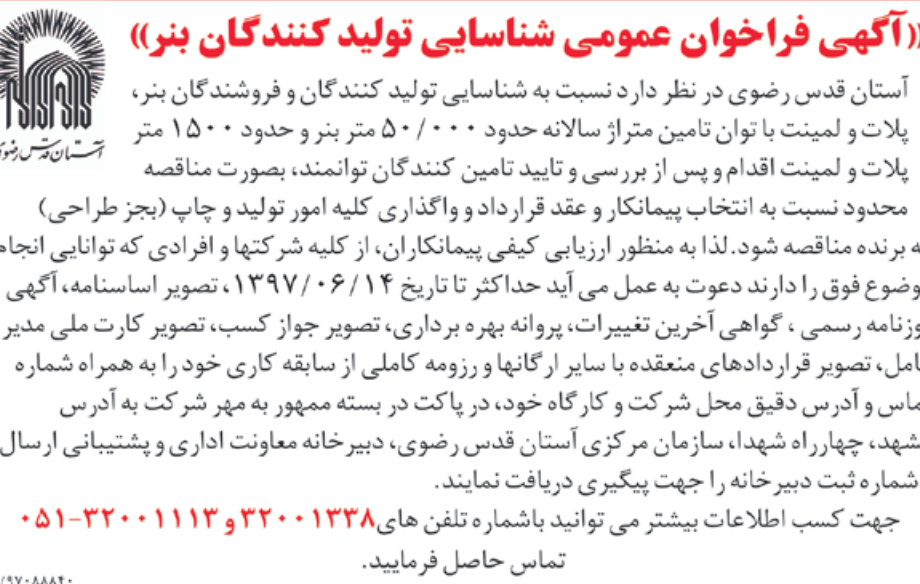 «آگهی فراخوان عمومی شناسایی تولید کنندگان بنر»
آستان قدس رضوی
آستان قدس رضوی در نظر دارد نسبت به شناسایی تولید کنندگان و فروشندگان بنر،
پلات و لمینت با توان تامین متراژ سالانه حدود ۵۰/۰۰۰ متر بنر و حدود ۱۵۰۰ متر
پلات و لمینت اقدام و پس از بررسی و تایید تامین کنندگان توانمند، بصورت مناقصه
محدود نسبت به انتخاب پیمانکار و عقد قرارداد و واگذاری کلیه امور تولید و چاپ (بجز طراحی)
ه برنده مناقصه شود. لذا به منظور ارزیابی کیفی پیمانکاران، از کلیه شرکتها و افرادی که توانایی انجام
وضوع فوق را دارند دعوت به عمل می آید حداکثر تا تاریخ ۱۳۹۷/۰۶/۱۴، تصویر اساسنامه، آگهی
وزنامه رسمی ، گواهی آخرین تغییرات، پروانه بهره برداری، تصویر جواز کسب، تصویر کارت ملی مدیر
امل، تصویر قراردادهای منعقده با سایر ارگانها و رزومه کاملی از سابقه کاری خود را به همراه شماره
ماس و آدرس دقیق محل شرکت و کارگاه خود، در پاکت در بسته ممهور به مهر شرکت به آدرس
شهد، چهارراه شهدا، سازمان مرکزی آستان قدس رضوی، دبیرخانه معاونت اداری و پشتیبانی ارسال
شماره ثبت دبیرخانه را جهت پیگیری دریافت نمایند.
جهت کسب اطلاعات بیشتر می توانید باشماره تلفن های ۳۲۰۰۱۳۳۸ و ۳۲۰۰۱۱۱۳-۰۵۱
تماس حاصل فرمایید.
/۹۷۰۸۸۸۴۰